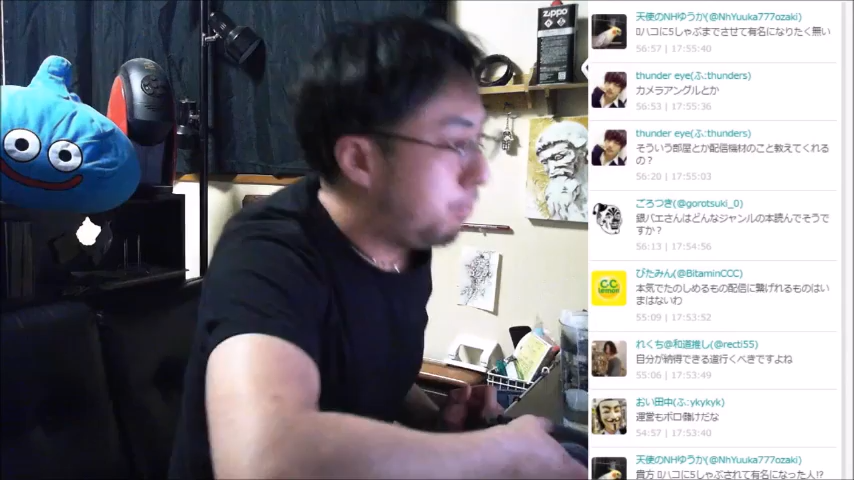 zippo
天使のNHゆうか(@NhYuuka777ozaki)
ハコに5しゃぶまでさせて有名になりたく無い
56:57 | 17:55:40
thunder eye(ふ:thunders)
カメラアングルとか
56:53 | 17:55:36
thunder eye(ふ:thunders)
そういう部屋とか配信機材のこと教えてくれる
の？
56:20 | 17:55:03
ごろつき(@gorotsuki_0)
銀バエさんはどんなジャンルの本読んでそうで
すか？
56:13 | 17:54:56
びたみん(@BitaminCCC)
本気でたのしめるもの配信に繋げれるものはい
まはないわ
55:09 | 17:53:52
CC
lemon
れくち@和道推し(@recti55)
自分が納得できる道行くべきですよね
55:06 | 17:53:49
おい田中(ふ:ykykyk)
運営もボロ儲けだな
54:57 | 17:53:40
天使のNHゆうか(@NhYuuka777ozaki)
貴方 ハコに5しゃぶされて有名になった人!?